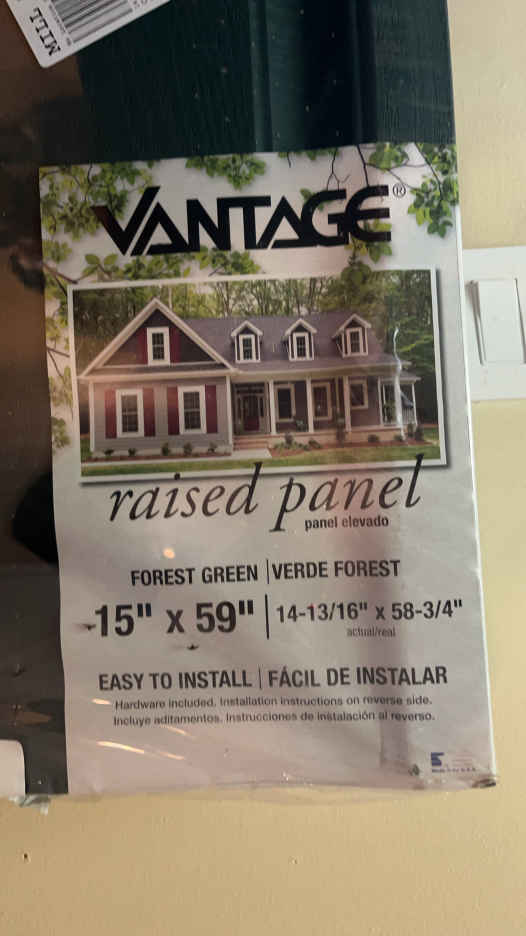 MILL
VANTAGE®
raised panel
panel elevado
FOREST GREEN | VERDE FOREST
15" x 59" | 14-13/16" x 58-3/4"
actual/real
EASY TO INSTALL | FÁCIL DE INSTALAR
Hardware included. Installation instructions on reverse side.
Incluye aditamentos. Instrucciones de instalación al reverso.